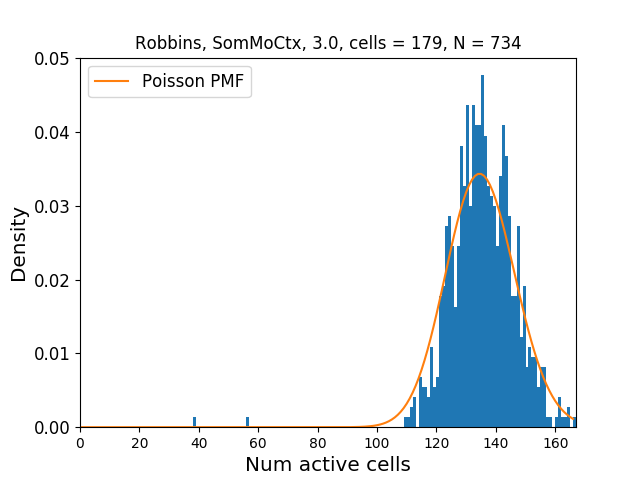 Robbins, SomMoCtx, 3.0, cells = 179, N = 734
0.05
0.04
0.03
0.02
0.01
0.00
Density
Poisson PMF
0 20 40 60 80 100 120 140 160
Num active cells